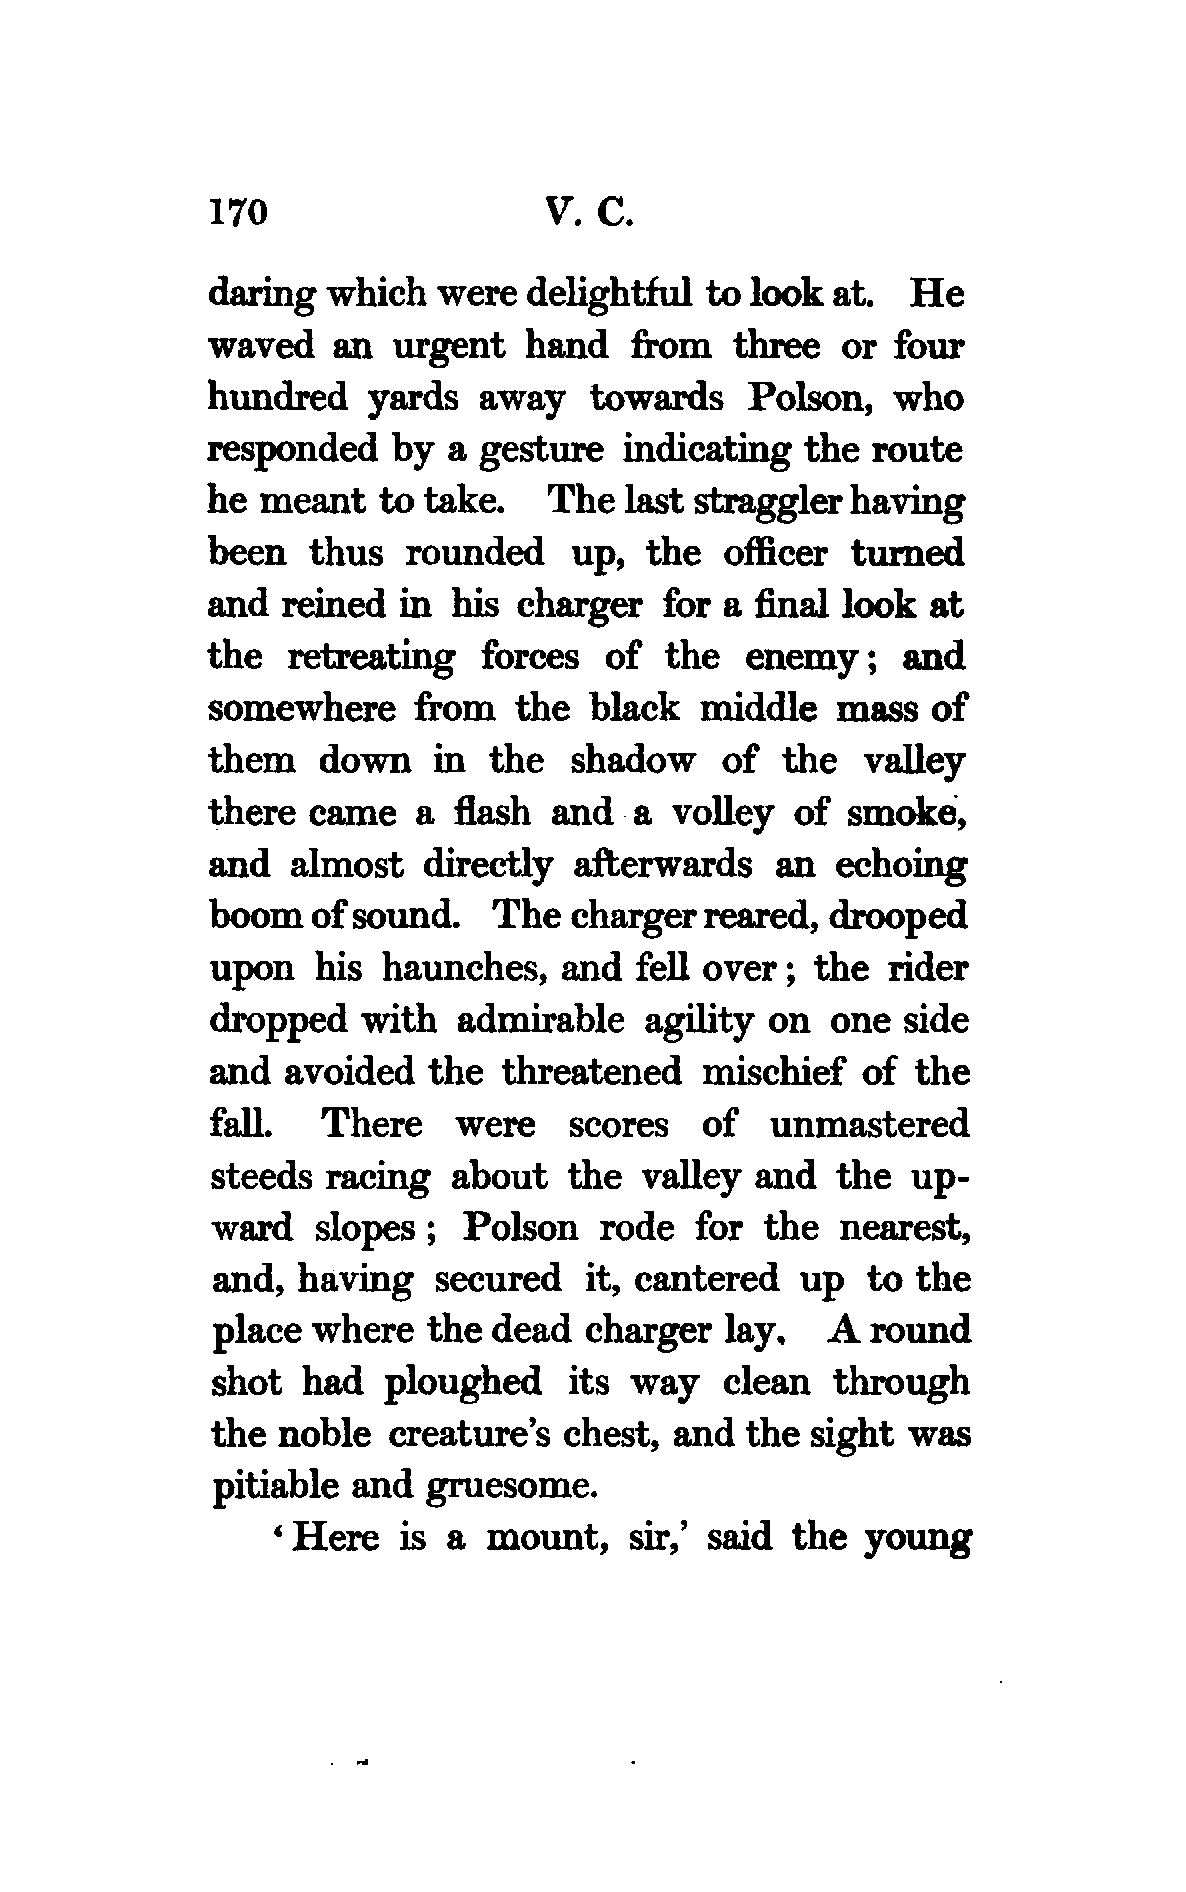 170 V. C.
daring which were delightful to look at. He
waved an urgent hand from three or four
hundred yards away towards Polson, who
responded by a gesture indicating the route
he meant to take. The last straggler having
been thus rounded up, the officer turned
and reined in his charger for a final look at
the retreating forces of the enemy; and
somewhere from the black middle mass of
them down in the shadow of the valley
there came a flash and a volley of smoke,
and almost directly afterwards an echoing
boom of sound. The charger reared, drooped
upon his haunches, and fell over; the rider
dropped with admirable agility on one side
and avoided the threatened mischief of the
fall. There were scores of unmastered
steeds racing about the valley and the up-
ward slopes; Polson rode for the nearest,
and, having secured it, cantered up to the
place where the dead charger lay. A round
shot had ploughed its way clean through
the noble creature's chest, and the sight was
pitiable and gruesome.
‘Here is a mount, sir,’ said the young